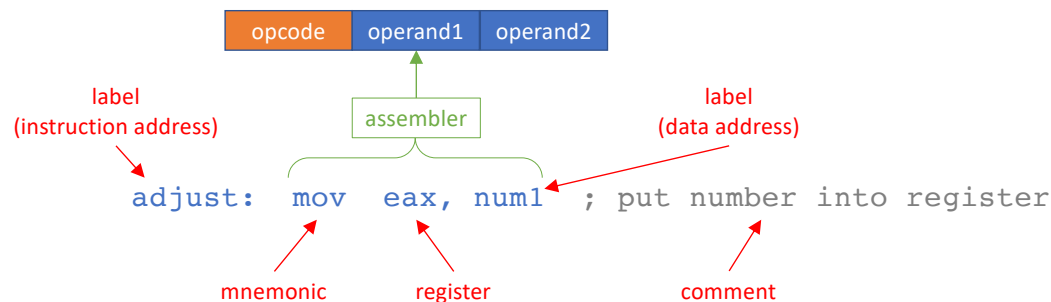 opcode operand1 operand2
label
(instruction address)
assembler
label
(data address)
adjust: mov eax, num1 ; put number into register
mnemonic
register
comment